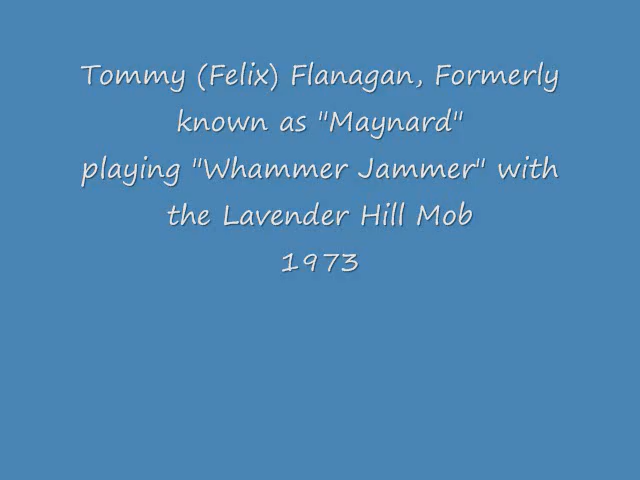 Tommy (Felix) Flanagan, Formerly
known as "Maynard"
playing "Whammer Jammer" with
the Lavender Hill Mob
1973